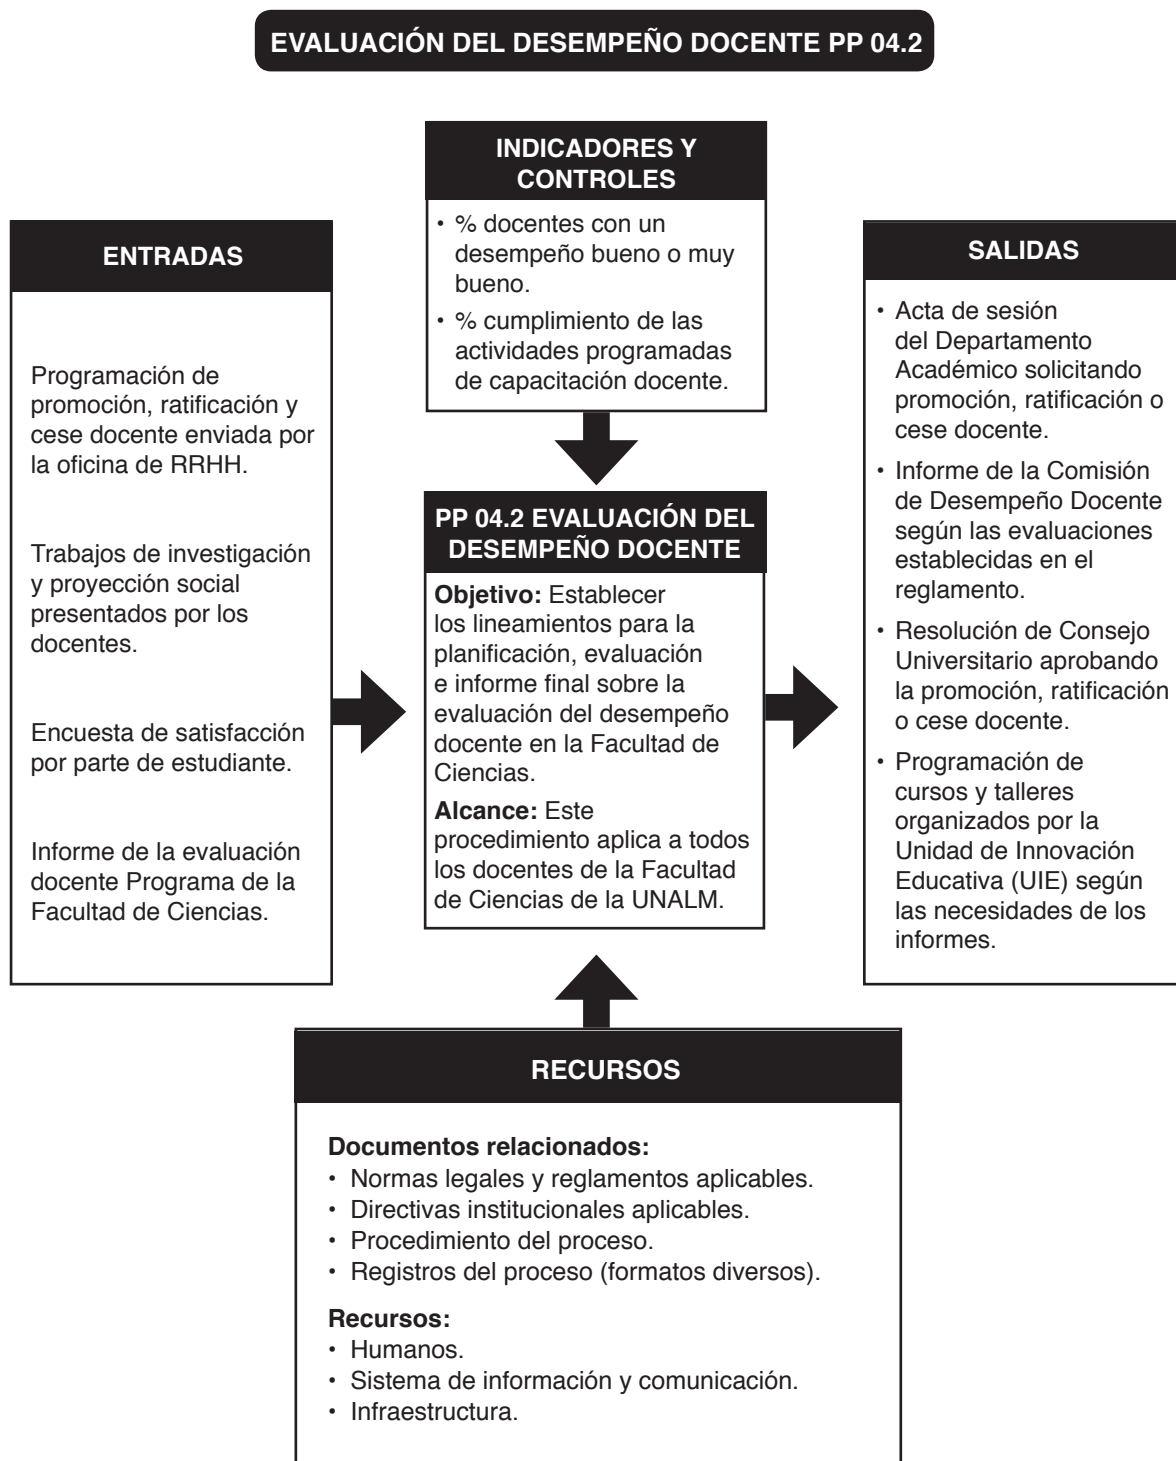 EVALUACIÓN DEL DESEMPEÑO DOCENTE PP 04.2
INDICADORES Y
CONTROLES
• % docentes con un
desempeño bueno o muy
bueno.
• % cumplimiento de las
actividades programadas
de capacitación docente.
ENTRADAS
Programación de
promoción, ratificación y
cese docente enviada por
la oficina de RRHH.
Trabajos de investigación
y proyección social
presentados por los
docentes.
Encuesta de satisfacción
por parte de estudiante.
Informe de la evaluación
docente Programa de la
Facultad de Ciencias.
PP 04.2 EVALUACIÓN DEL
DESEMPEÑO DOCENTE
Objetivo: Establecer
los lineamientos para la
planificación, evaluación
e informe final sobre la
evaluación del desempeño
docente en la Facultad de
Ciencias.
Alcance: Este
procedimiento aplica a todos
los docentes de la Facultad
de Ciencias de la UNALM.
SALIDAS
• Acta de sesión
del Departamento
Académico solicitando
promoción, ratificación o
cese docente.
• Informe de la Comisión
de Desempeño Docente
según las evaluaciones
establecidas en el
reglamento.
• Resolución de Consejo
Universitario aprobando
la promoción, ratificación
o cese docente.
• Programación de
cursos y talleres
organizados por la
Unidad de Innovación
Educativa (UIE) según
las necesidades de los
informes.
RECURSOS
Documentos relacionados:
• Normas legales y reglamentos aplicables.
• Directivas institucionales aplicables.
• Procedimiento del proceso.
• Registros del proceso (formatos diversos).
Recursos:
• Humanos.
• Sistema de información y comunicación.
• Infraestructura.